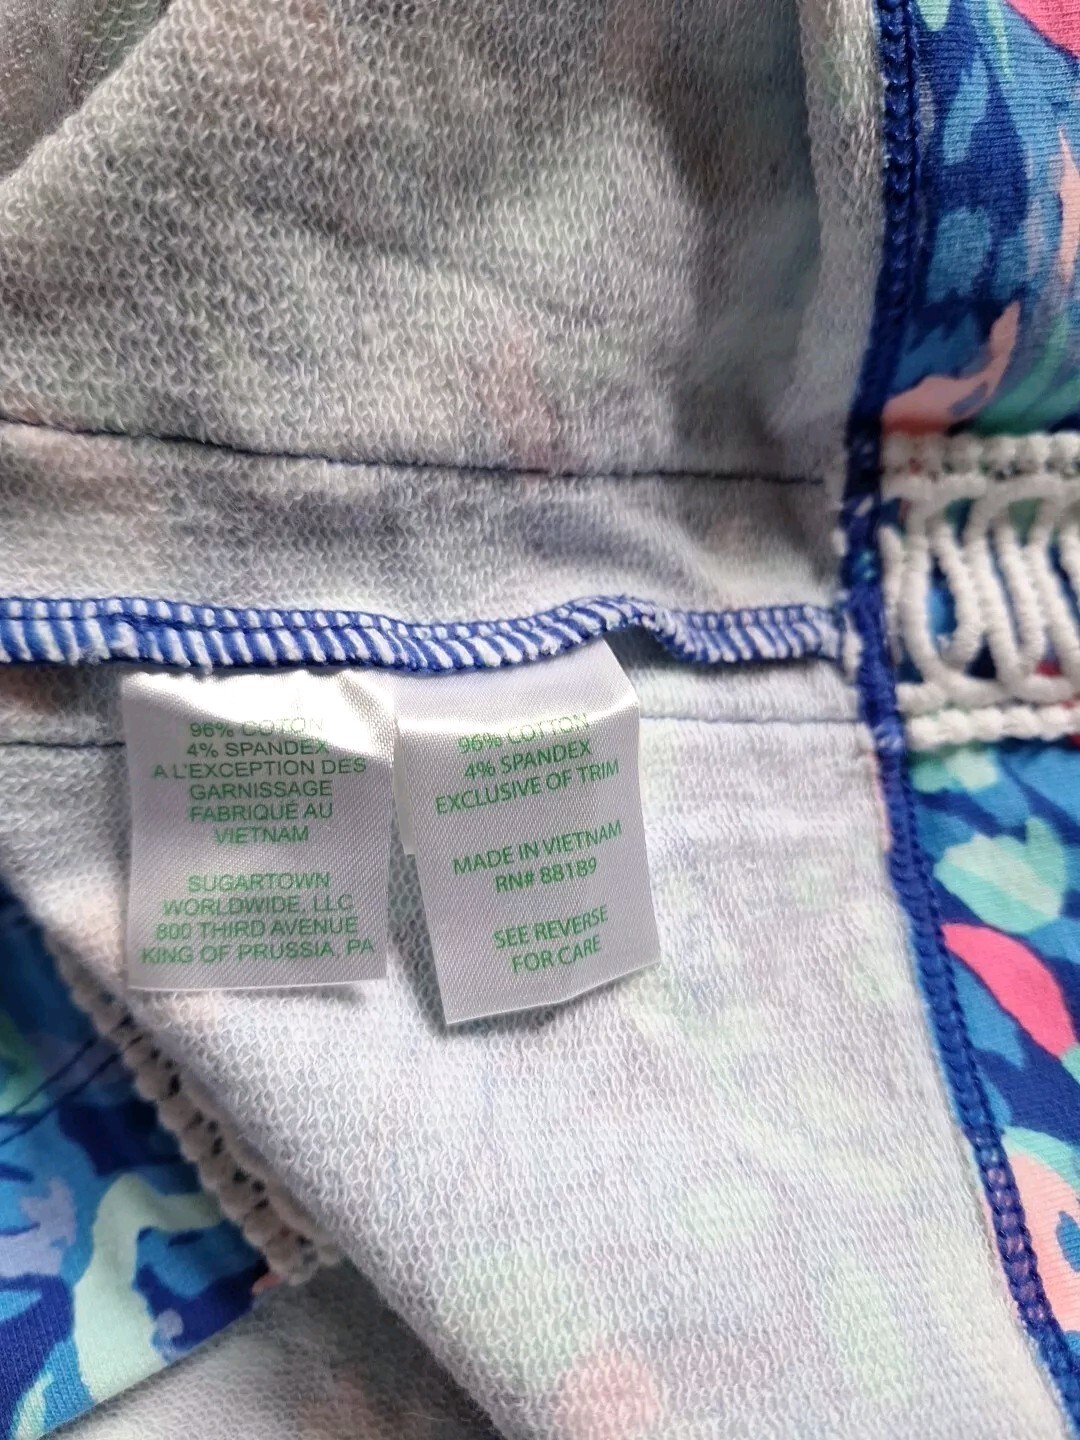 96% COTON
4% SPANDEX
A L'EXCEPTION DES
GARNISSAGE
FABRIQUÉ AU
VIETNAM
SUGARTOWN
WORLDWIDE, LLC
800 THIRD AVENUE
KING OF PRUSSIA, PA
96% COTTON
4% SPANDEX
EXCLUSIVE OF TRIM
MADE IN VIETNAM
RN# 88189
SEE REVERSE
FOR CARE